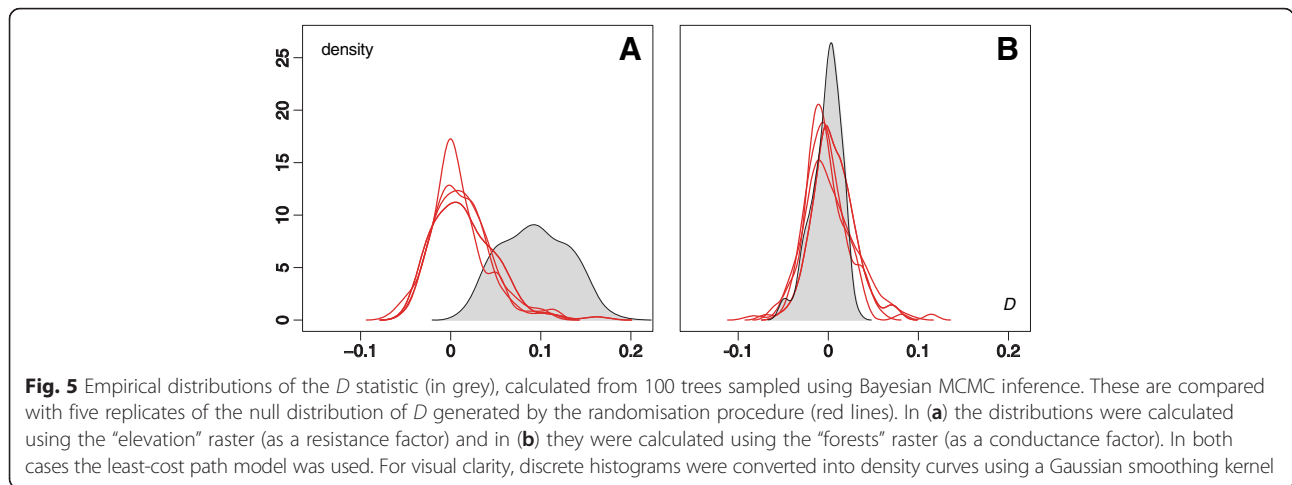 density
A
B
25
20
15
10
5
0
D
−0.1
0
0.1
0.2
-0.1
0
0.1
0.2
Fig. 5 Empirical distributions of the D statistic (in grey), calculated from 100 trees sampled using Bayesian MCMC inference. These are compared
with five replicates of the null distribution of D generated by the randomisation procedure (red lines). In (a) the distributions were calculated
using the “elevation” raster (as a resistance factor) and in (b) they were calculated using the “forests” raster (as a conductance factor). In both
cases the least-cost path model was used. For visual clarity, discrete histograms were converted into density curves using a Gaussian smoothing kernel